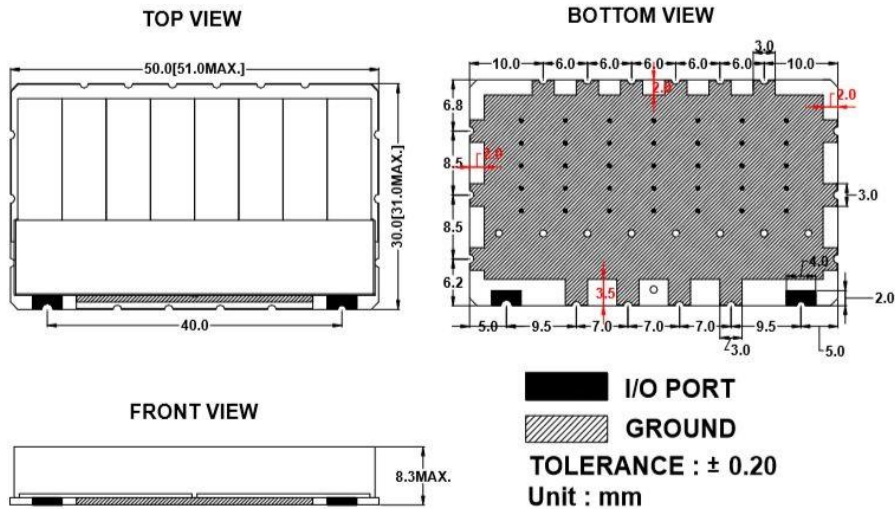 TOP VIEW
50.0[51.0MAX.]
30.0[31.0MAX.]
40.0
BOTTOM VIEW
3.0
10.0 6.0 6.0 6.0 6.0 6.0 10.0
2.0
2.0
6.8
8.5
2.0
8.5
3.0
6.2
4.0
3.5
2.0
5.0 9.5 7.0 7.0 7.0 9.5
3.0
5.0
FRONT VIEW
8.3MAX.
I/O PORT
GROUND
TOLERANCE : ± 0.20
Unit : mm